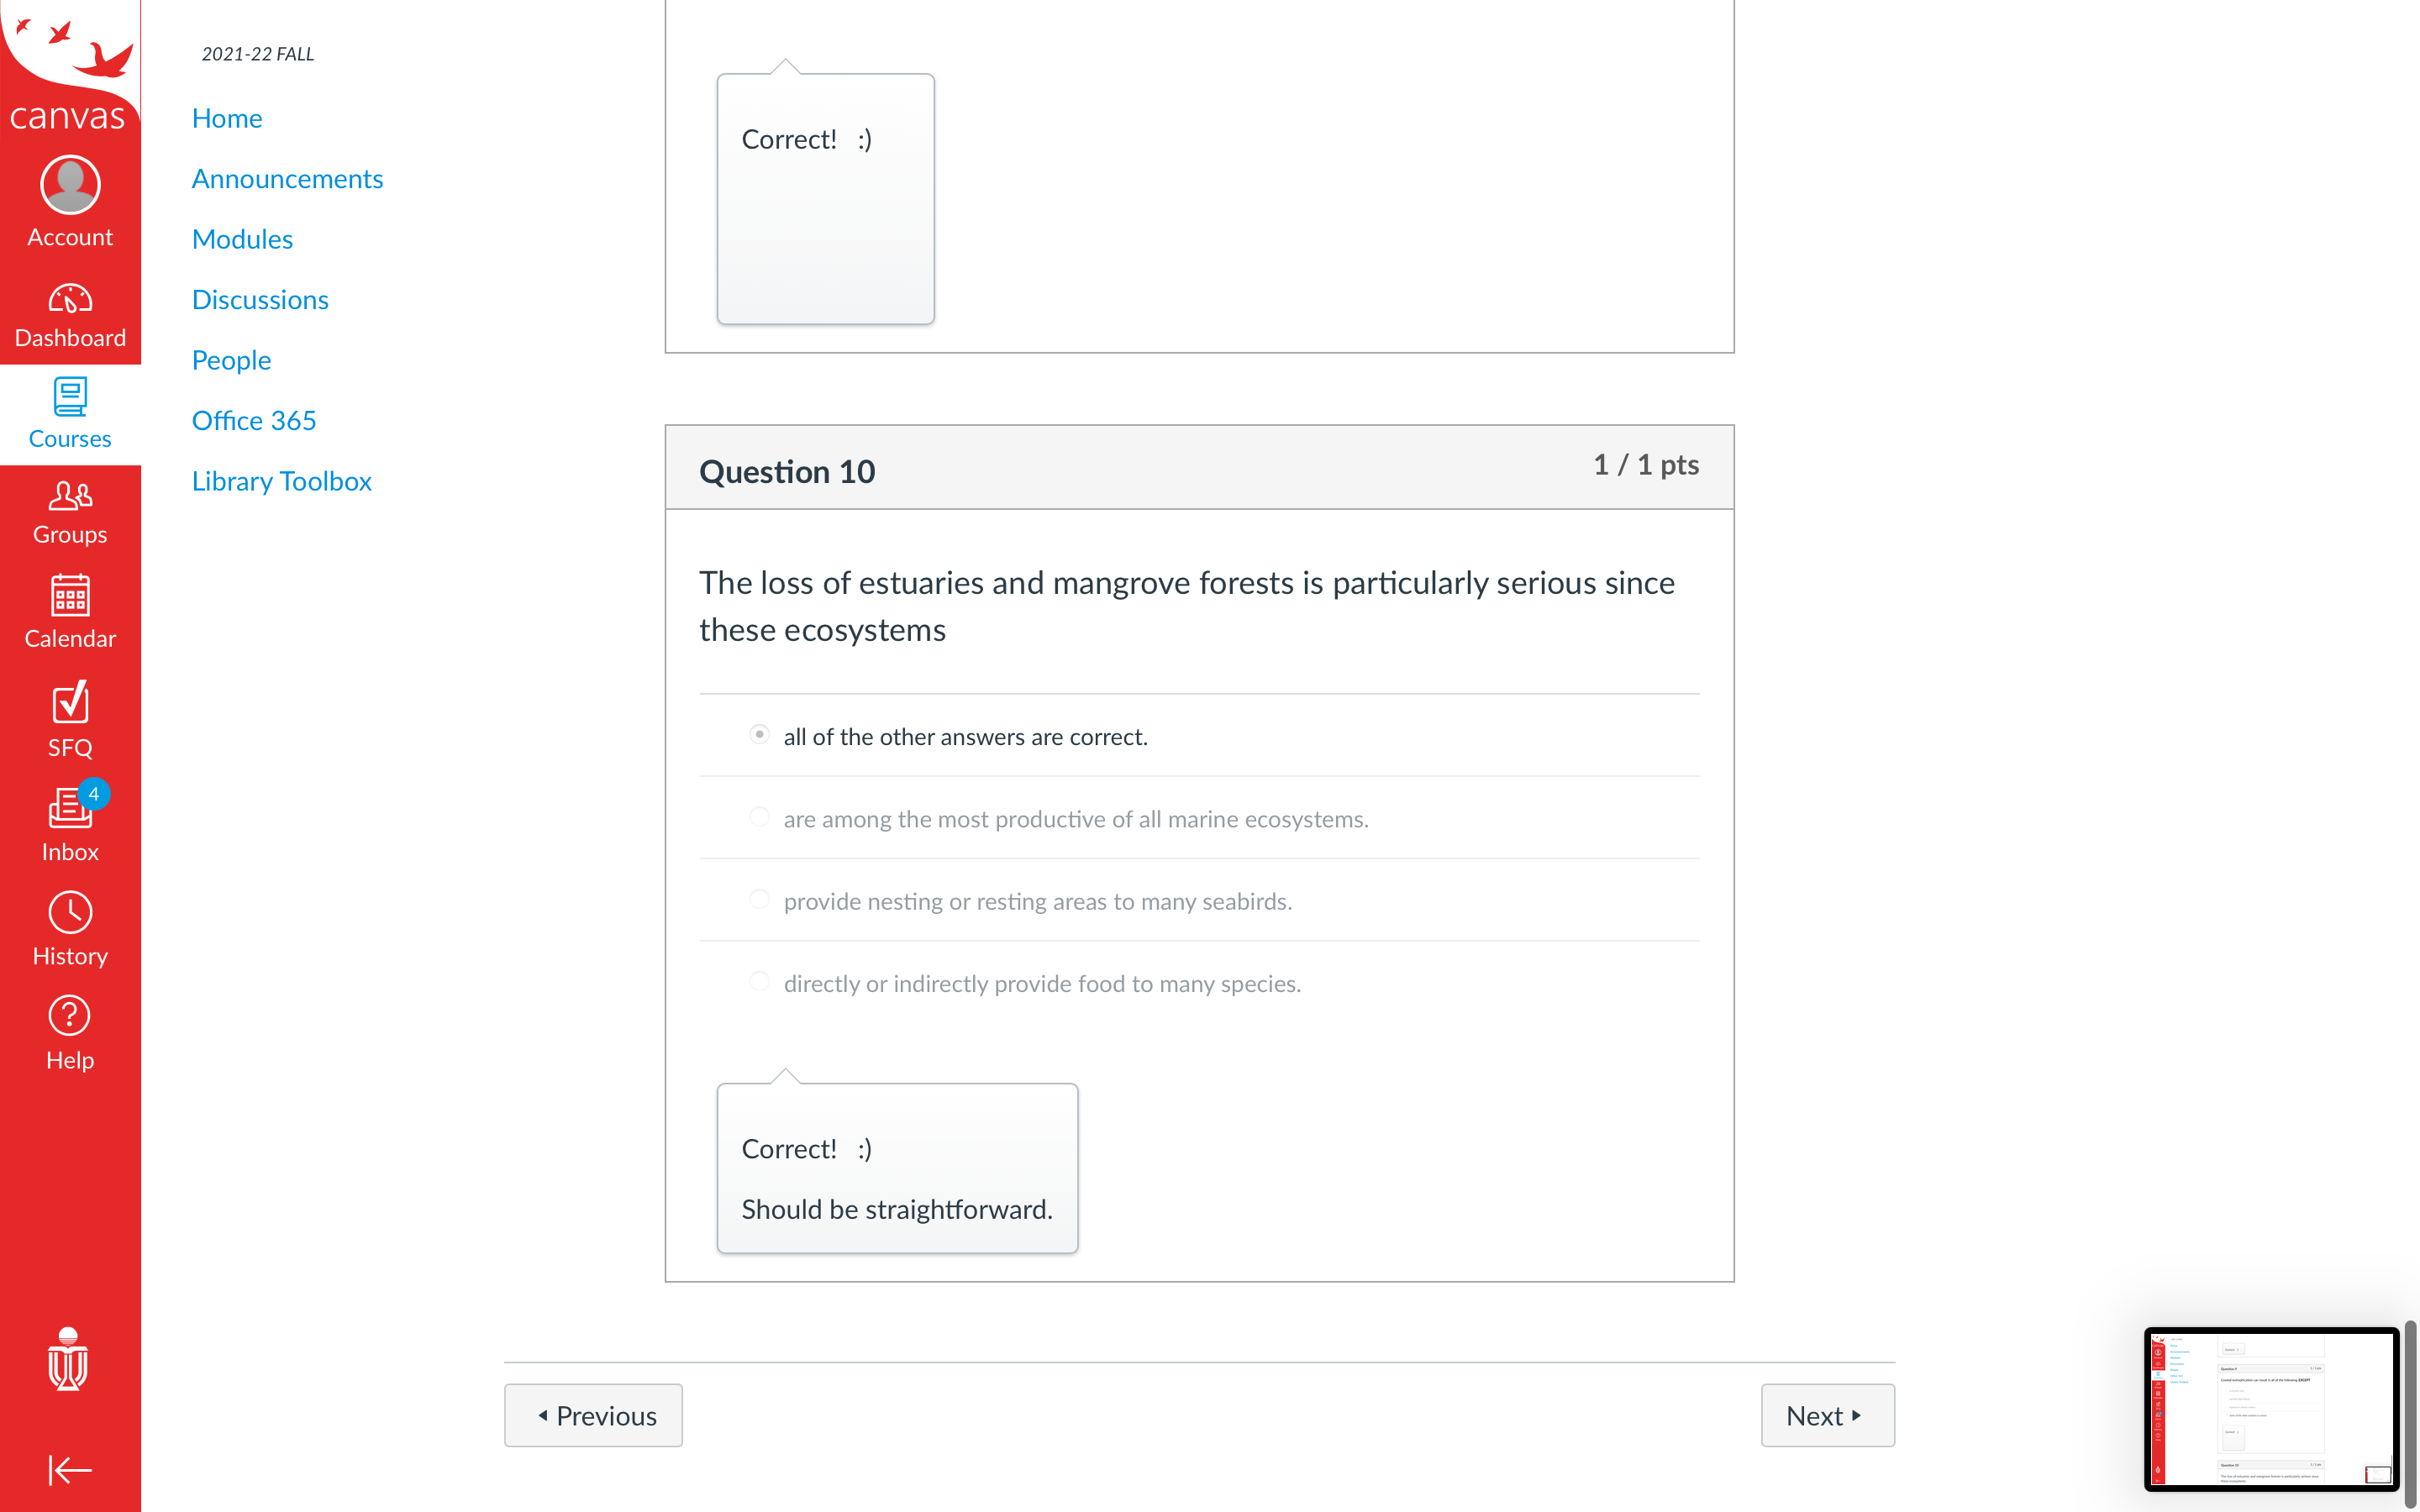 canvas
Account
Dashboard
Courses
Groups
Calendar
SFQ
4
Inbox
History
Help
2021-22 FALL
Home
Announcements
Modules
Discussions
People
Office 365
Library Toolbox
Correct! :)
Question 10
1 / 1 pts
The loss of estuaries and mangrove forests is particularly serious since
these ecosystems
all of the other answers are correct.
are among the most productive of all marine ecosystems.
provide nesting or resting areas to many seabirds.
directly or indirectly provide food to many species.
Correct! :)
Should be straightforward.
Previous
Next